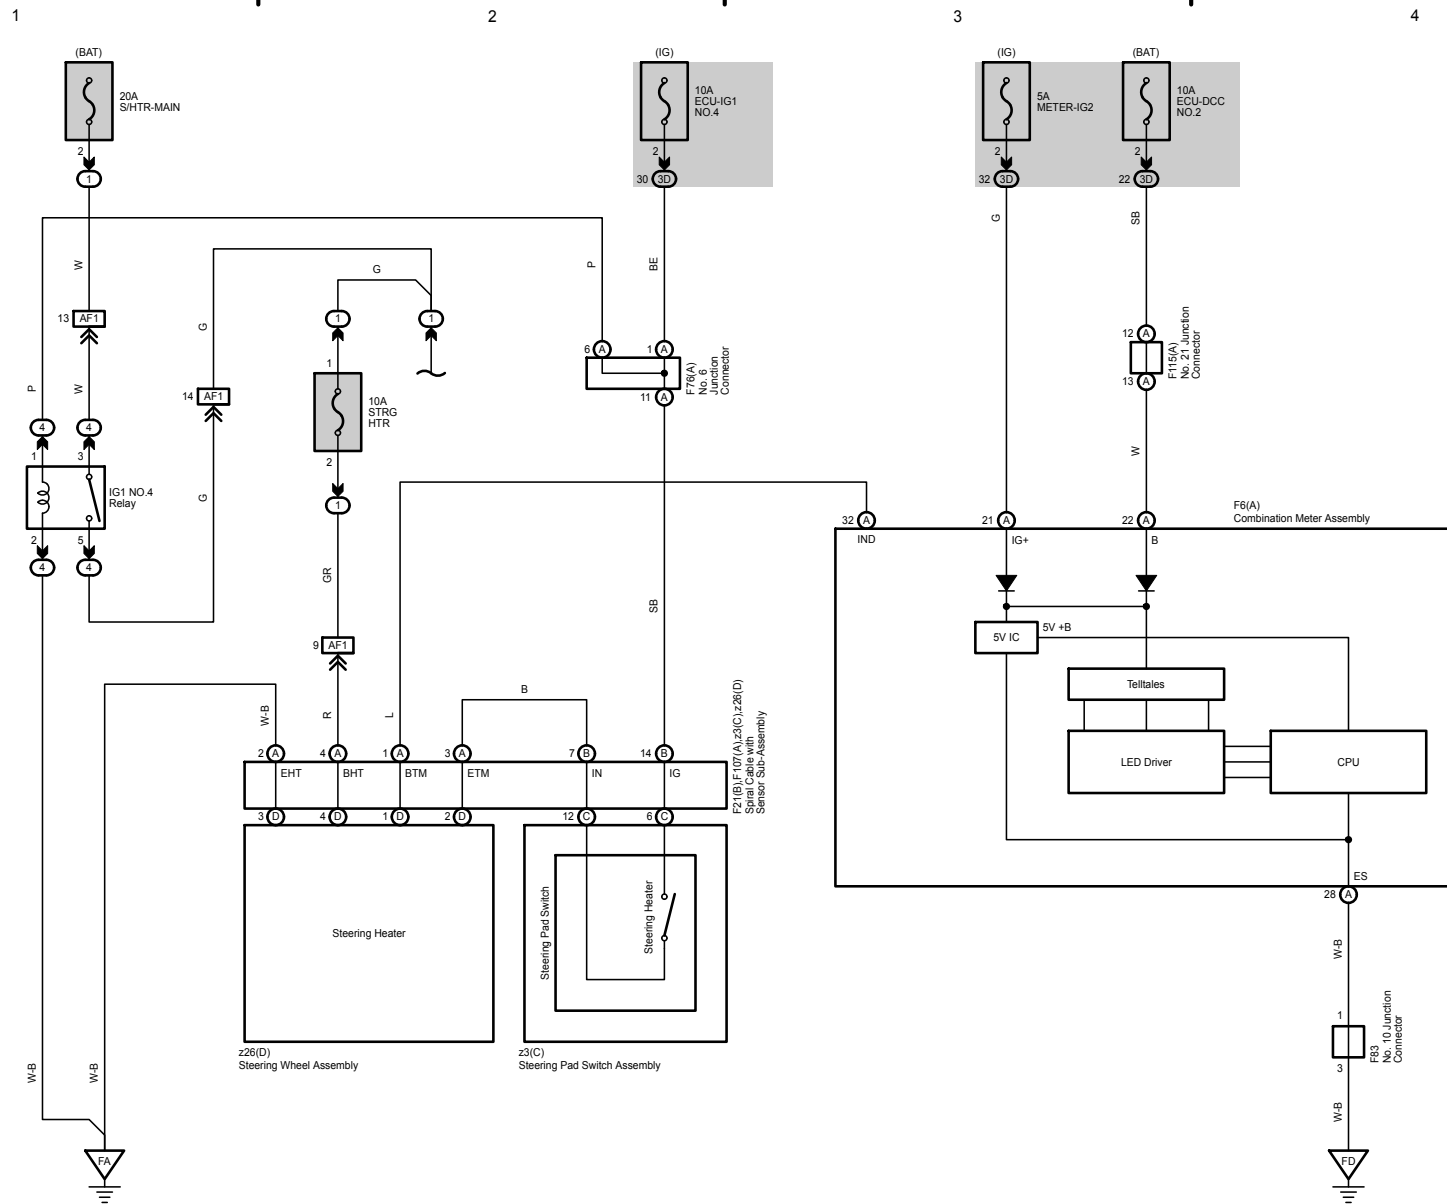 1 2 3 4
(BAT) (IG) (IG) (BAT)
20A
S/HTR-MAIN
10A
ECU-IG1
NO.4
5A
METER-IG2
10A
ECU-DCC
NO.2
2 2 2 2
1 30 3D 32 3D 22 3D
W P BE G SB
G
13 AF1 1 1
G
12 A
F115(A)
No. 21 Junction
Connector
13 A
6 A 1 A
F76(A)
No. 6
Junction
Connector
11 A
P W 14 AF1
1
10A
STRG
HTR
2
4 4
1 3
IG1 NO.4
Relay
G
W
1
2 5
4 4
32 A 21 A 22 A
F6(A)
Combination Meter Assembly
IND IG+ B
GR
SB
5V IC 5V +B
9 AF1
Telltales
W-B R L B
LED Driver CPU
2 A 4 A 1 A 3 A 7 B 14 B
EHT BHT BTM ETM IN IG
F21(B),F107(A),z3(C),z26(D)
Spiral Cable with
Sensor Sub-Assembly
3 D 4 D 1 D 2 D 12 C 6 C
ES
28 A
Steering Heater
Steering Pad Switch
Steering Heater
W-B
z26(D)
Steering Wheel Assembly
z3(C)
Steering Pad Switch Assembly
1
F83
No. 10 Junction
Connector
3
W-B W-B W-B
FA FD